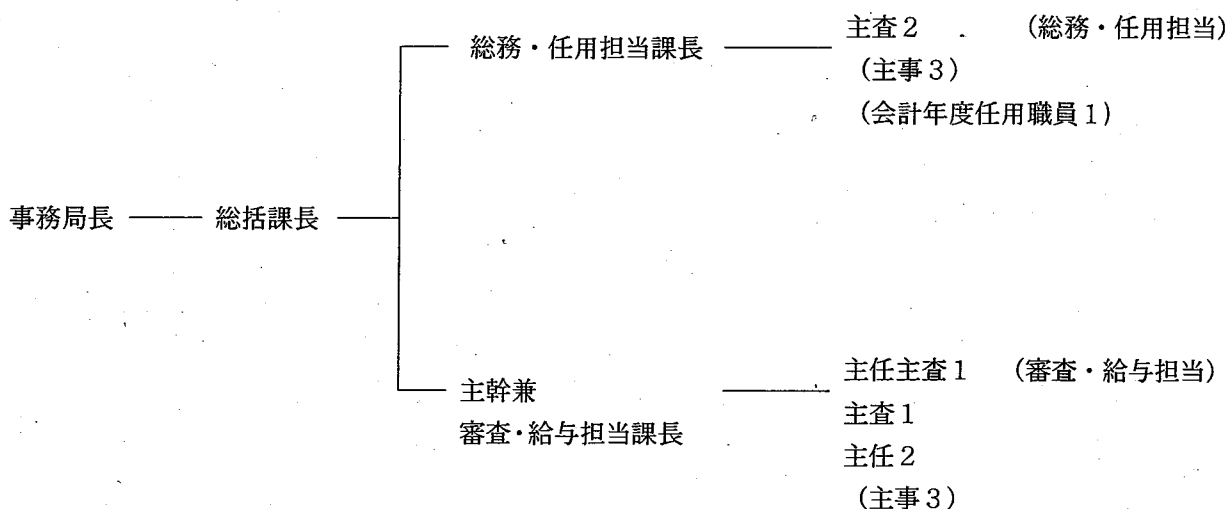 総務・任用担当課長
主査2 (総務・任用担当)
(主事3)
(会計年度任用職員1)
事務局長
総括課長
主幹兼
審査・給与担当課長
主任主査1 (審査・給与担当)
主査1
主任2
(主事3)